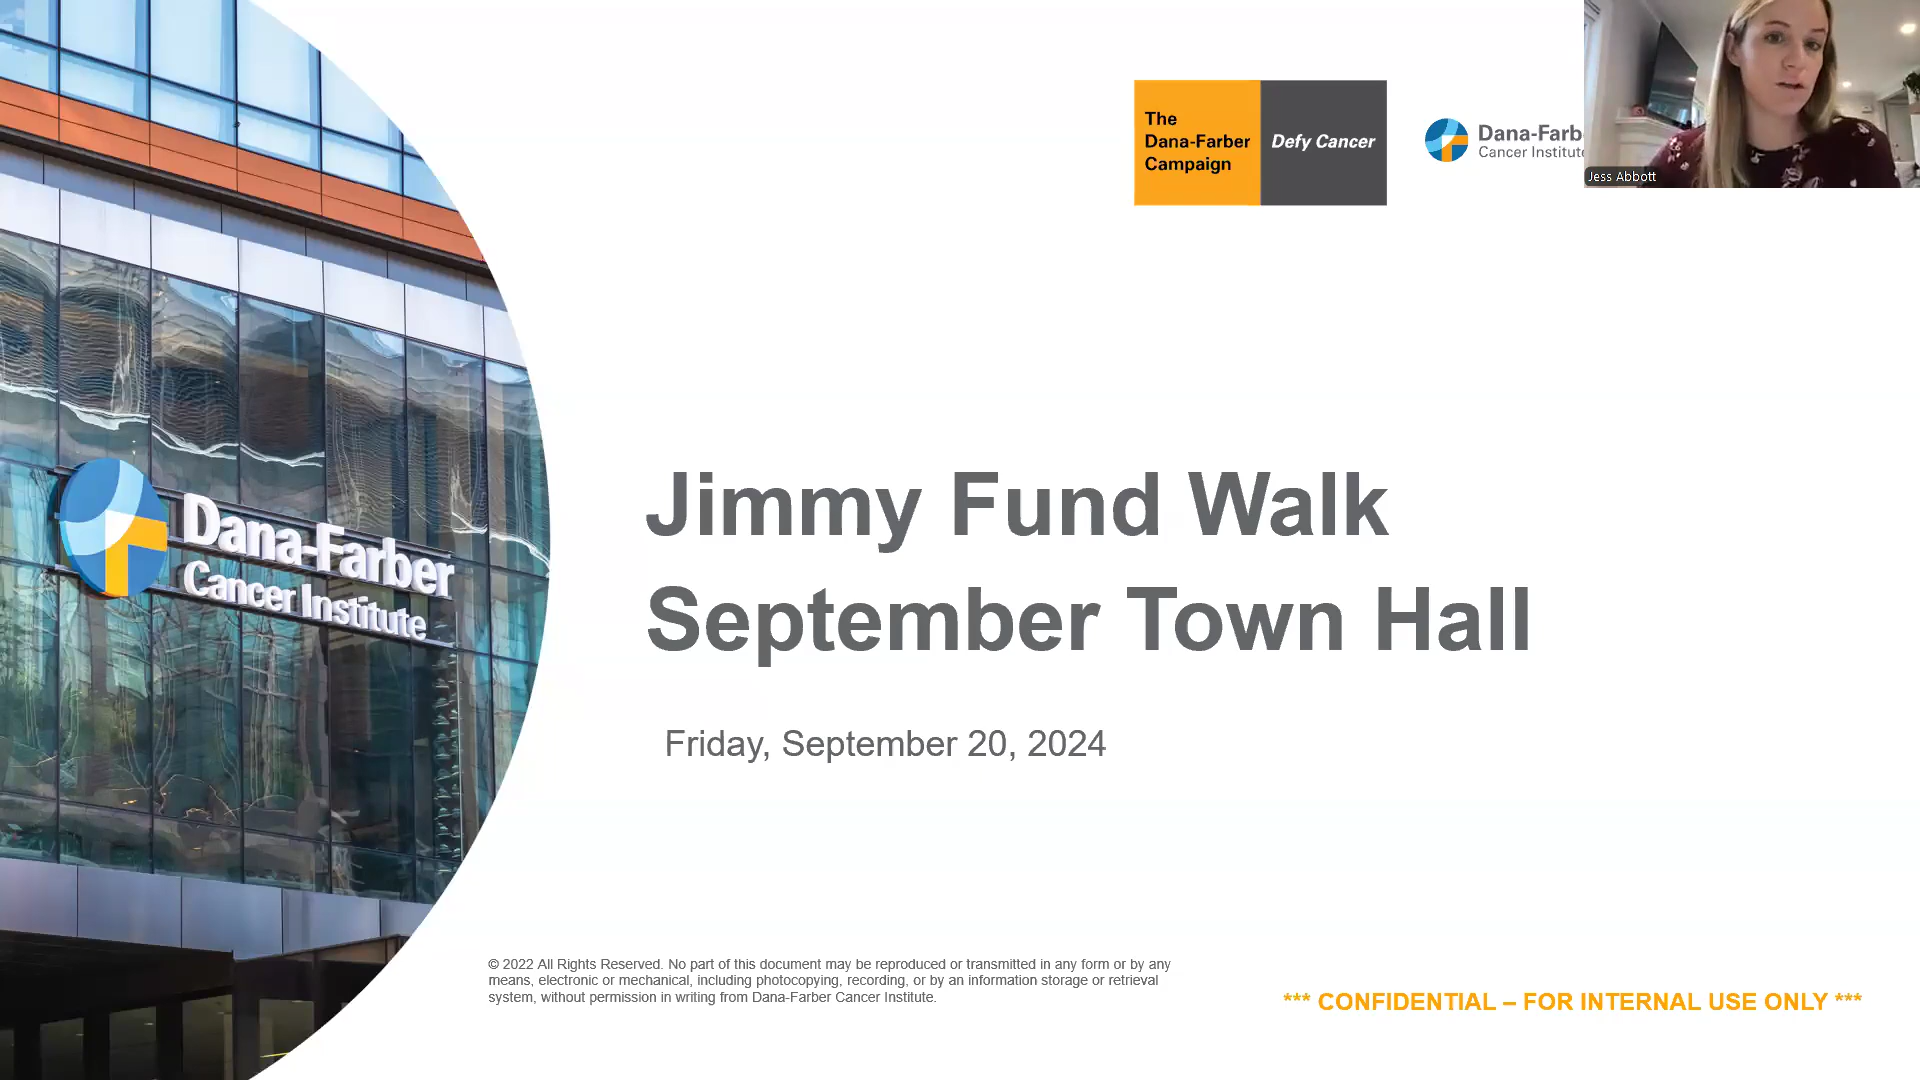 The
Dana-Farber
Campaign
Defy Cancer
Dana-Farb
Cancer Institute
Jess Abbott
Dana-Farber
Cancer Institute
Jimmy Fund Walk
September Town Hall
Friday, September 20, 2024
© 2022 All Rights Reserved. No part of this document may be reproduced or transmitted in any form or by any
means, electronic or mechanical, including photocopying, recording, or by an information storage or retrieval
system, without permission in writing from Dana-Farber Cancer Institute.
*** CONFIDENTIAL – FOR INTERNAL USE ONLY ***